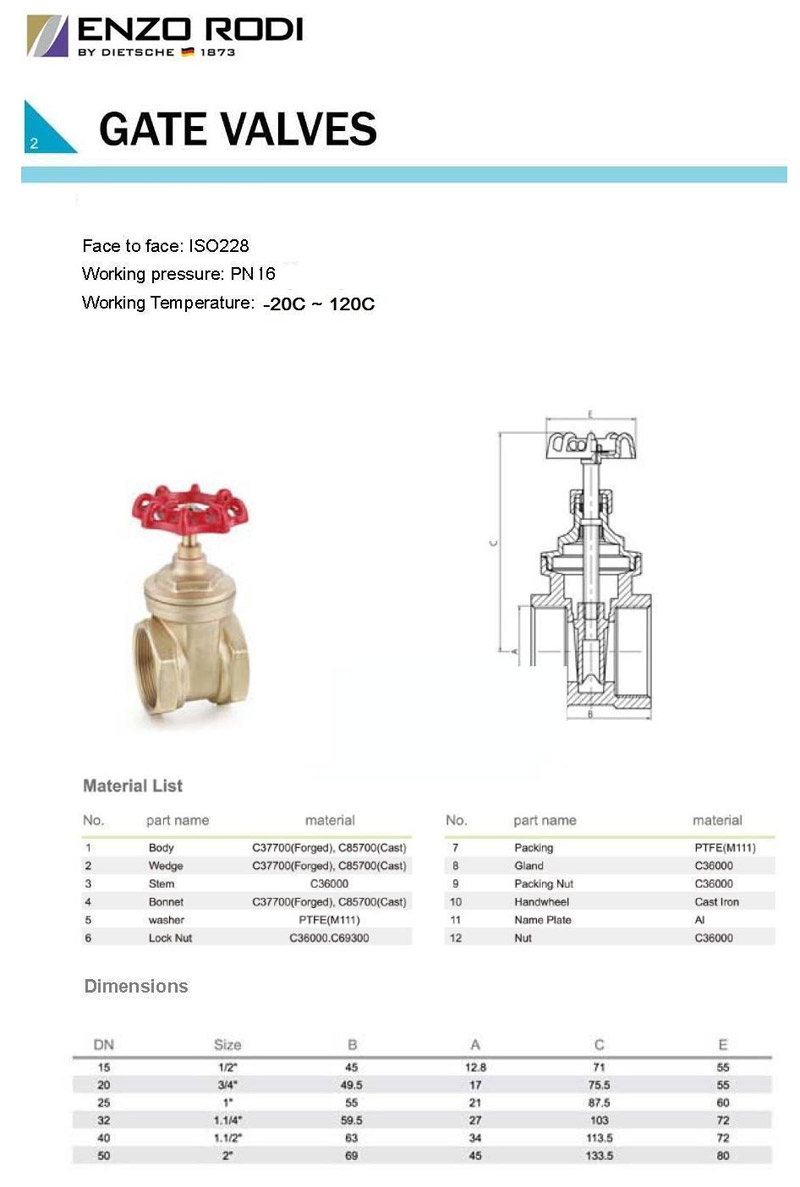 ENZO RODI
BY DIETSCHE 1873
2
GATE VALVES
Face to face: ISO228
Working pressure: PN16
Working Temperature: -20C ~ 120C
E
C
A
B
Material List
No. part name material
1 Body C37700(Forged), C85700(Cast)
2 Wedge C37700(Forged), C85700(Cast)
3 Stem C36000
4 Bonnet C37700(Forged), C85700(Cast)
5 washer PTFE(M111)
6 Lock Nut C36000.C69300
No. part name material
7 Packing PTFE(M111)
8 Gland C36000
9 Packing Nut C36000
10 Handwheel Cast Iron
11 Name Plate Al
12 Nut C36000
Dimensions
DN Size B A C E
15 1/2" 45 12.8 71 55
20 3/4" 49.5 17 75.5 55
25 1" 55 21 87.5 60
32 1.1/4" 59.5 27 103 72
40 1.1/2" 63 34 113.5 72
50 2" 69 45 133.5 80